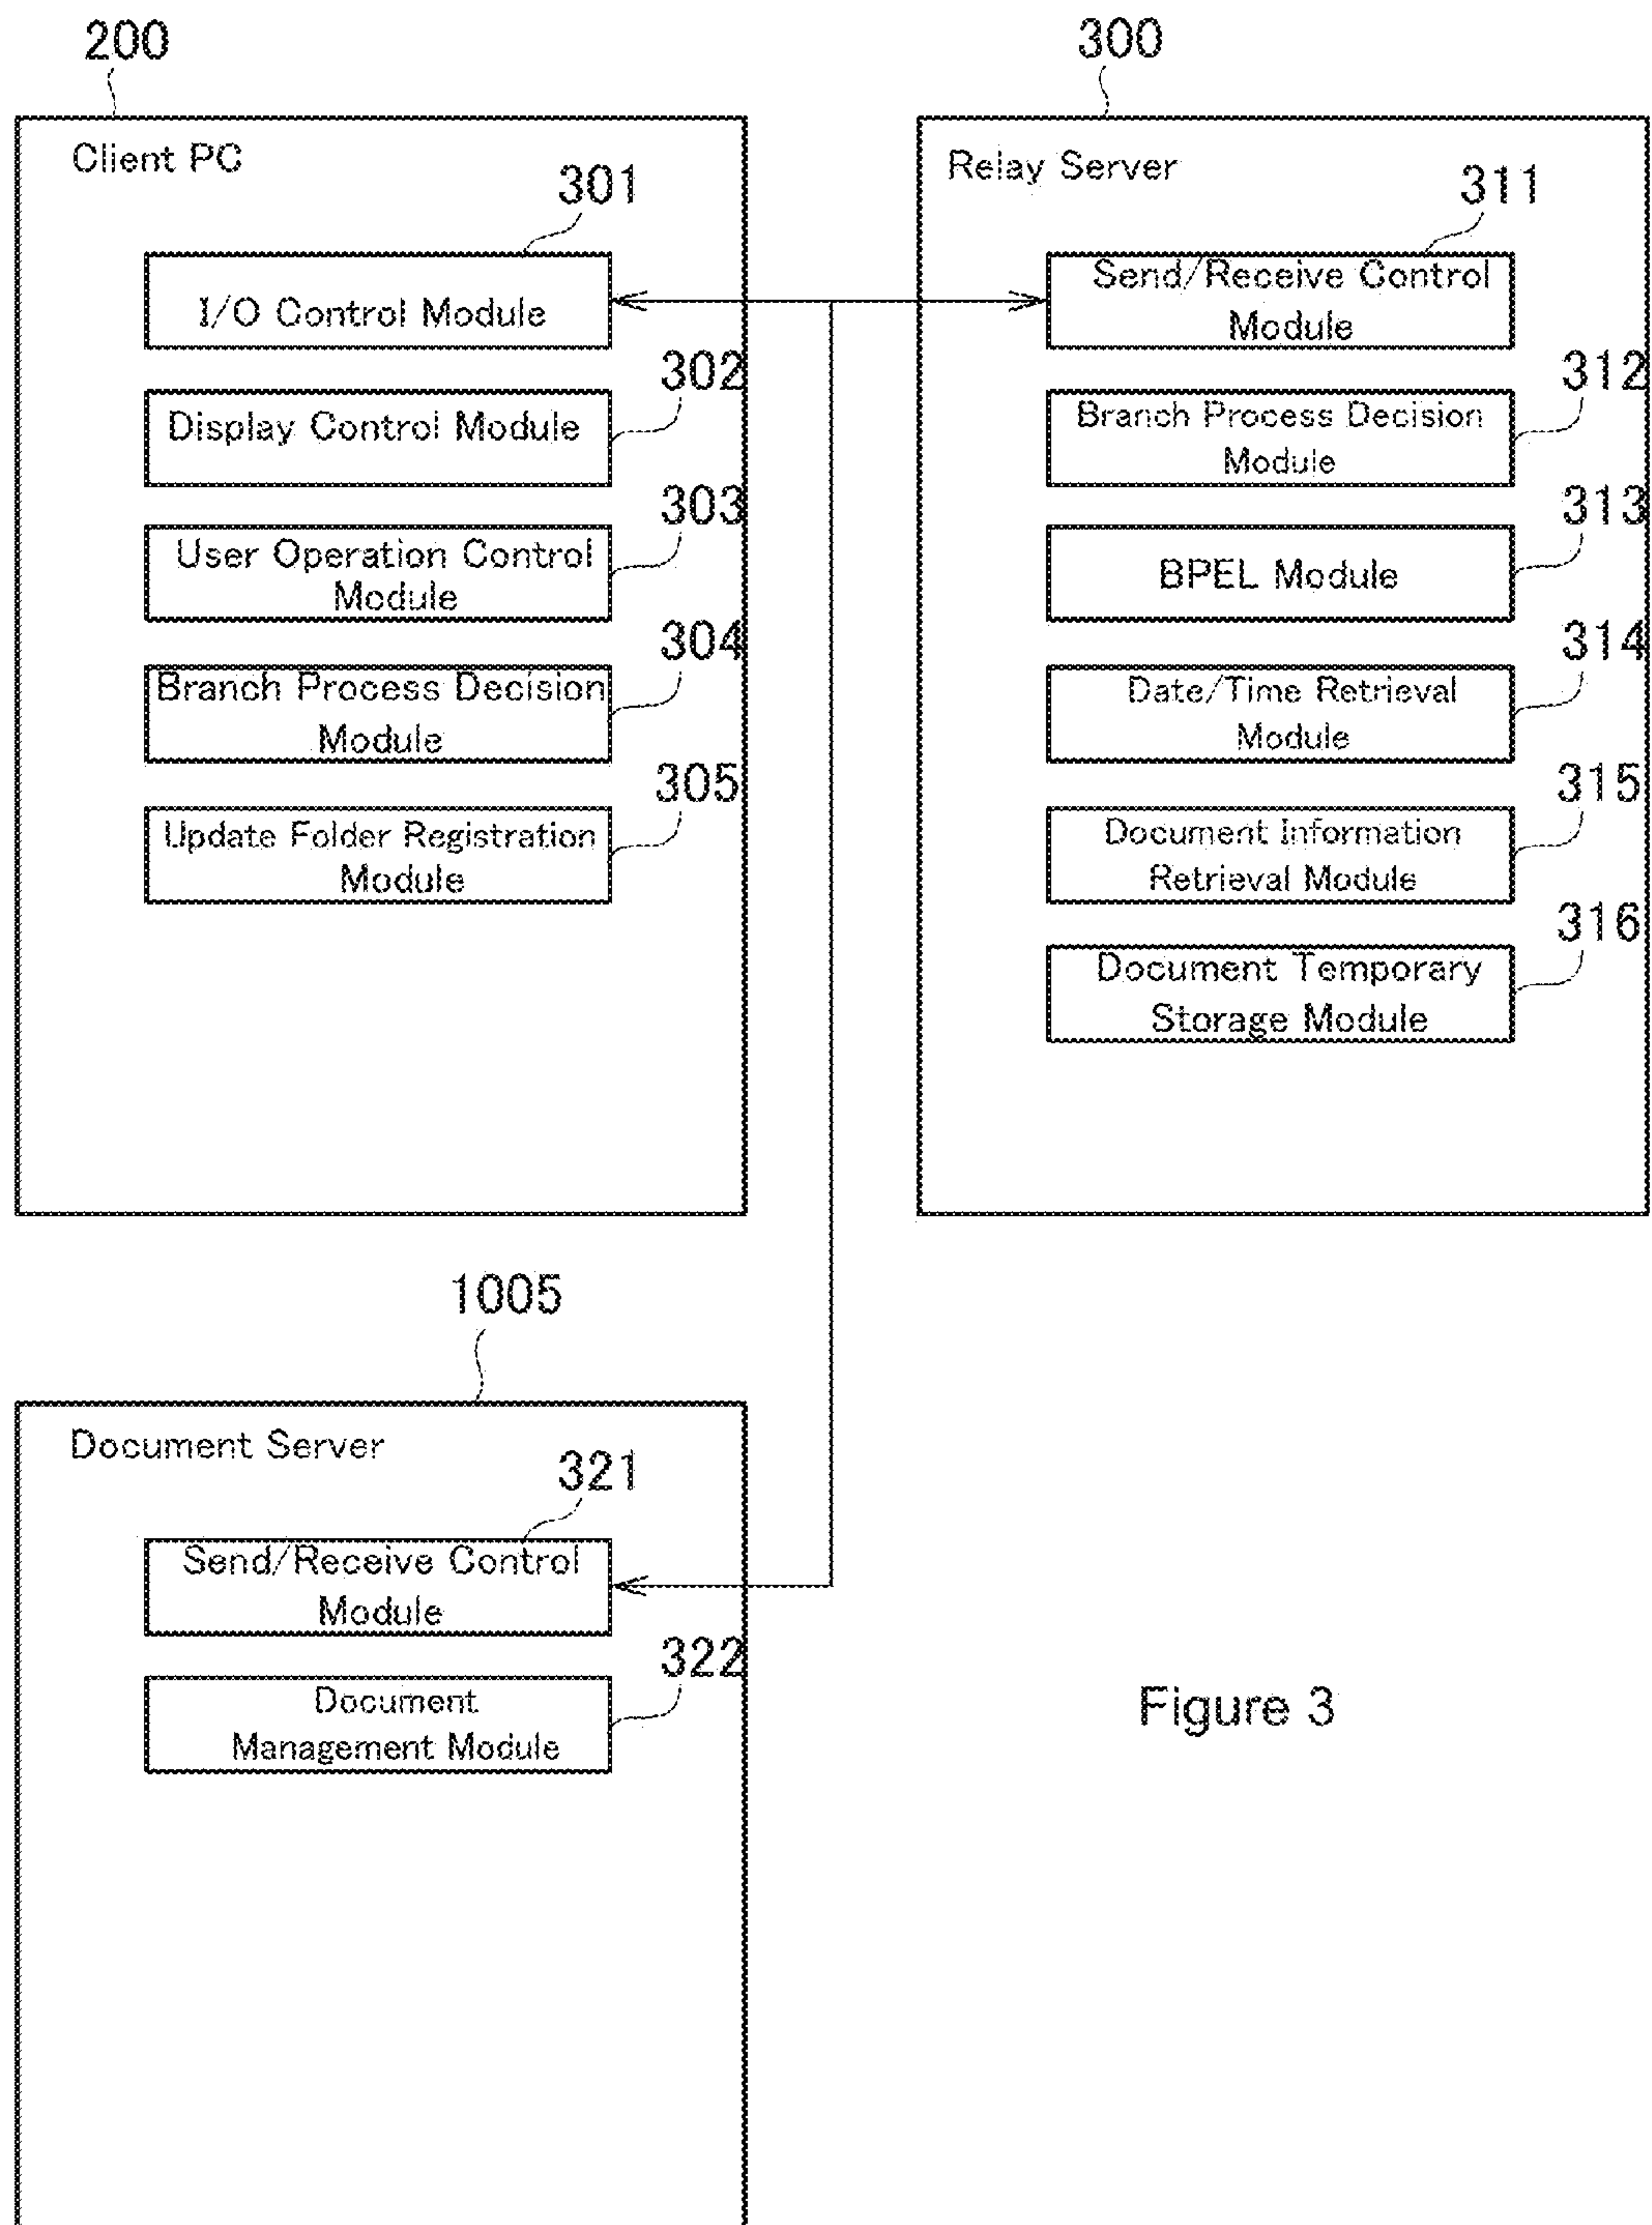 200
Client PC
301
I/O Control Module
302
Display Control Module
303
User Operation Control
Module
304
Branch Process Decision
Module
305
Update Folder Registration
Module
300
Relay Server
311
Send/Receive Control
Module
312
Branch Process Decision
Module
313
BPEL Module
314
Date/Time Retrieval
Module
315
Document Information
Retrieval Module
316
Document Temporary
Storage Module
1005
Document Server
321
Send/Receive Control
Module
322
Document
Management Module
Figure 3